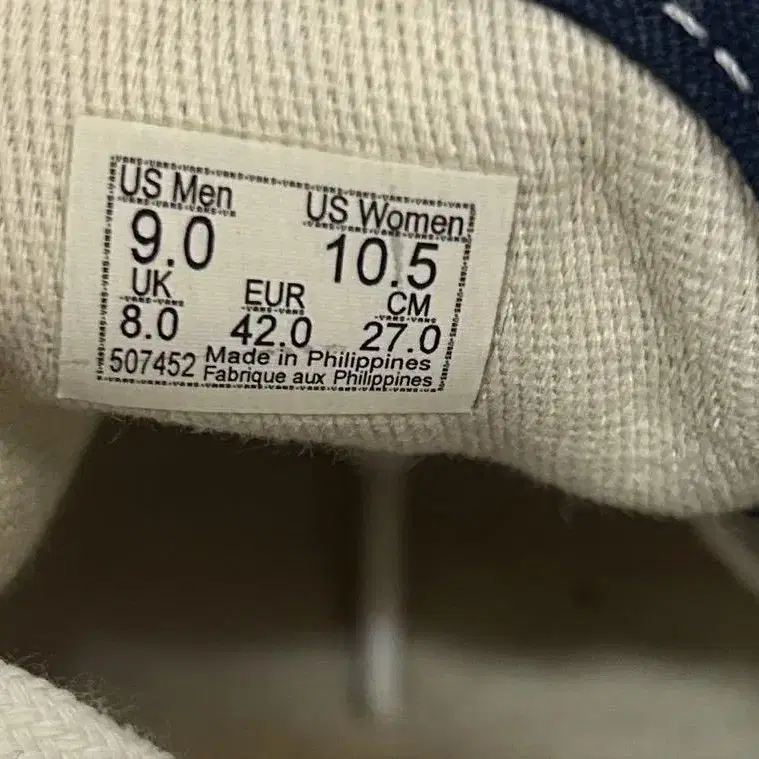 US Men US Women
9.0 10.5
UK EUR CM
8.0 42.0 27.0
507452 Made in Philippines
Fabrique aux Philippines